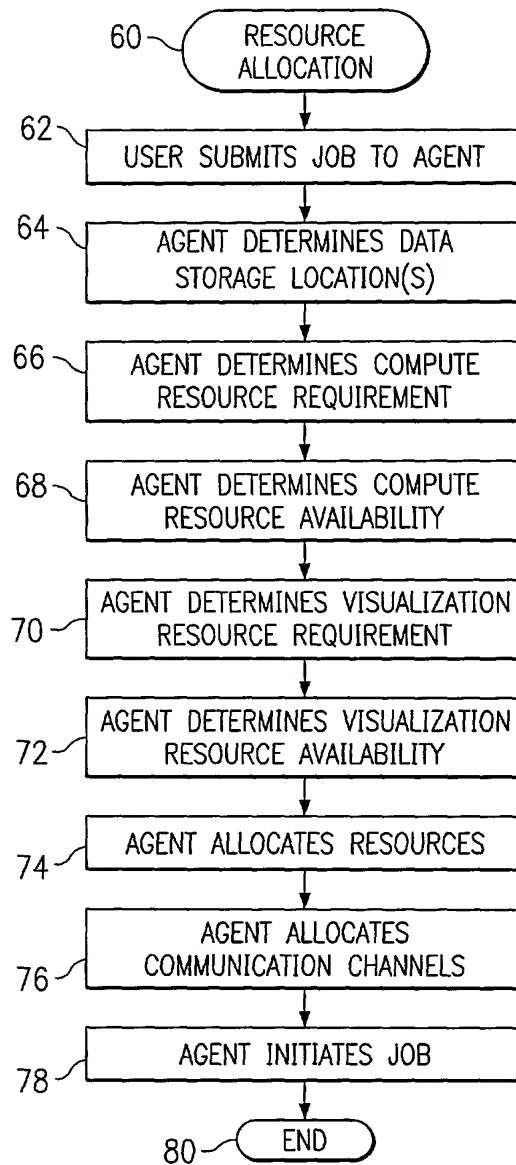 60
RESOURCE
ALLOCATION
62
USER SUBMITS JOB TO AGENT
64
AGENT DETERMINES DATA
STORAGE LOCATION(S)
66
AGENT DETERMINES COMPUTE
RESOURCE REQUIREMENT
68
AGENT DETERMINES COMPUTE
RESOURCE AVAILABILITY
70
AGENT DETERMINES VISUALIZATION
RESOURCE REQUIREMENT
72
AGENT DETERMINES VISUALIZATION
RESOURCE AVAILABILITY
74
AGENT ALLOCATES RESOURCES
76
AGENT ALLOCATES
COMMUNICATION CHANNELS
78
AGENT INITIATES JOB
80
END